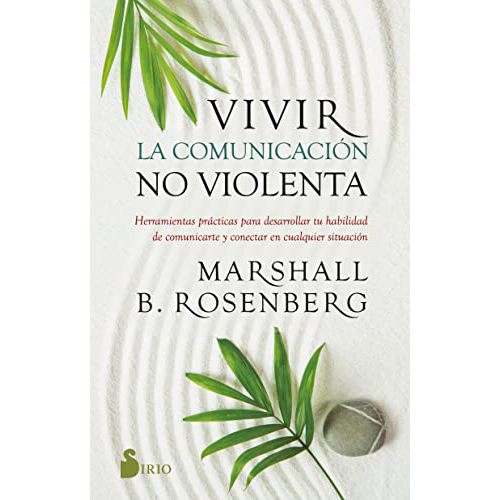 VIVIR
LA COMUNICACIÓN
NO VIOLENTA
Herramientas prácticas para desarrollar tu habilidad
de comunicarte y conectar en cualquier situación
MARSHALL
B. ROSENBERG
SIRIO